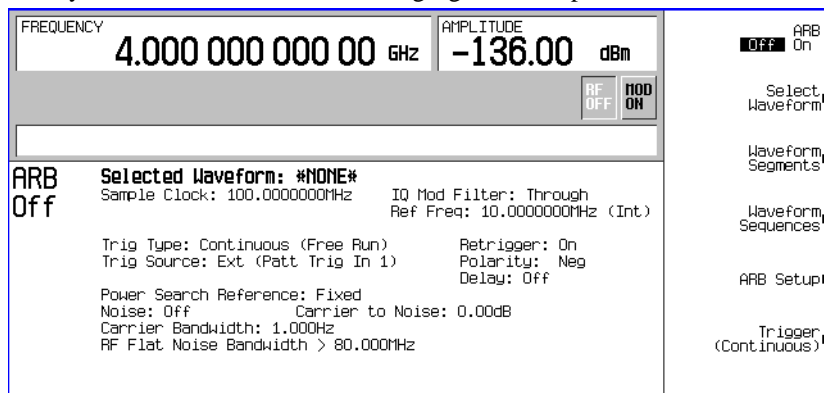 FREQUENCY
4.000 000 000 00 GHz
AMPLITUDE
-136.00 dBm
RF OFF
MOD ON
ARB
Off
Selected Waveform: *NONE*
Sample Clock: 100.0000000MHz IQ Mod Filter: Through
Ref Freq: 10.0000000MHz (Int)
Trig Type: Continuous (Free Run) Retrigger: On
Trig Source: Ext (Patt Trig In 1) Polarity: Neg
Delay: Off
Power Search Reference: Fixed
Noise: Off Carrier to Noise: 0.00dB
Carrier Bandwidth: 1.000Hz
RF Flat Noise Bandwidth > 80.000MHz
ARB
Off On
Select
Waveform
Waveform
Segments
Waveform
Sequences
ARB Setup
Trigger
(Continuous)